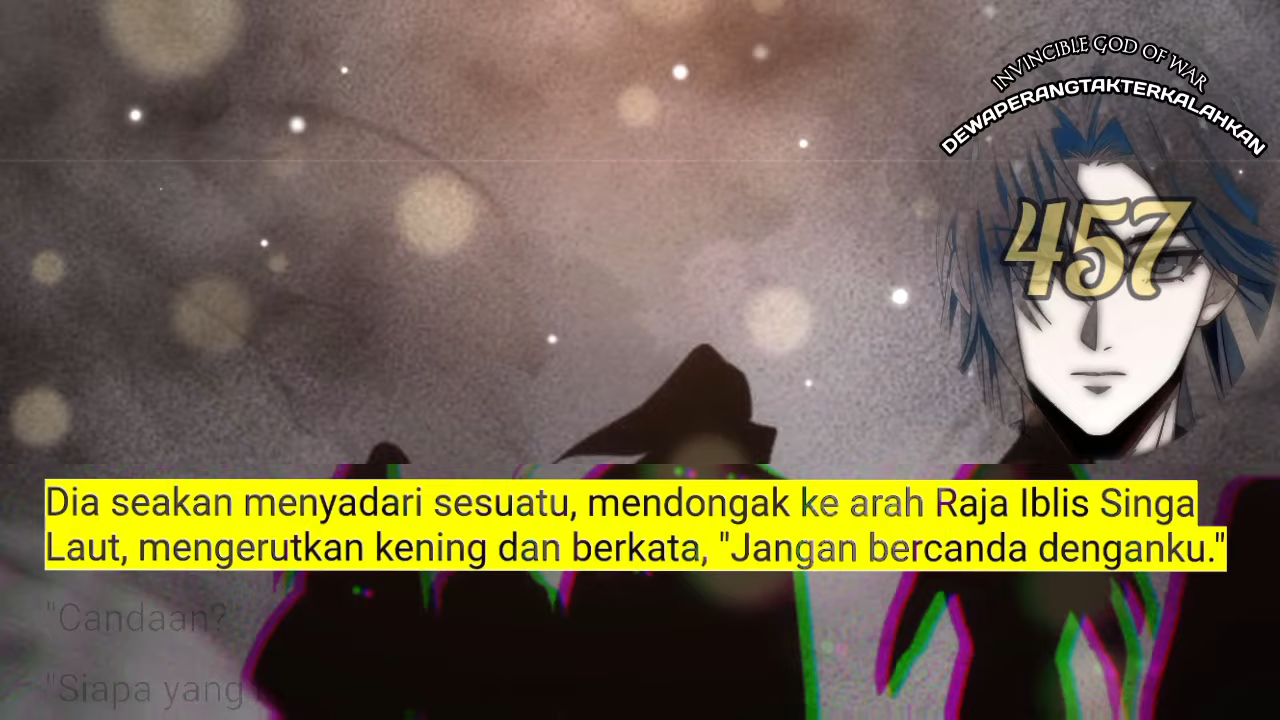 INVINCIBLE GOD OF WAR
DEWAPERANGTAKTERKALAHKAN
457
Dia seakan menyadari sesuatu, mendongak ke arah Raja Iblis Singa
Laut, mengerutkan kening dan berkata, "Jangan bercanda denganku."
"Candaan?"
"Siapa yang